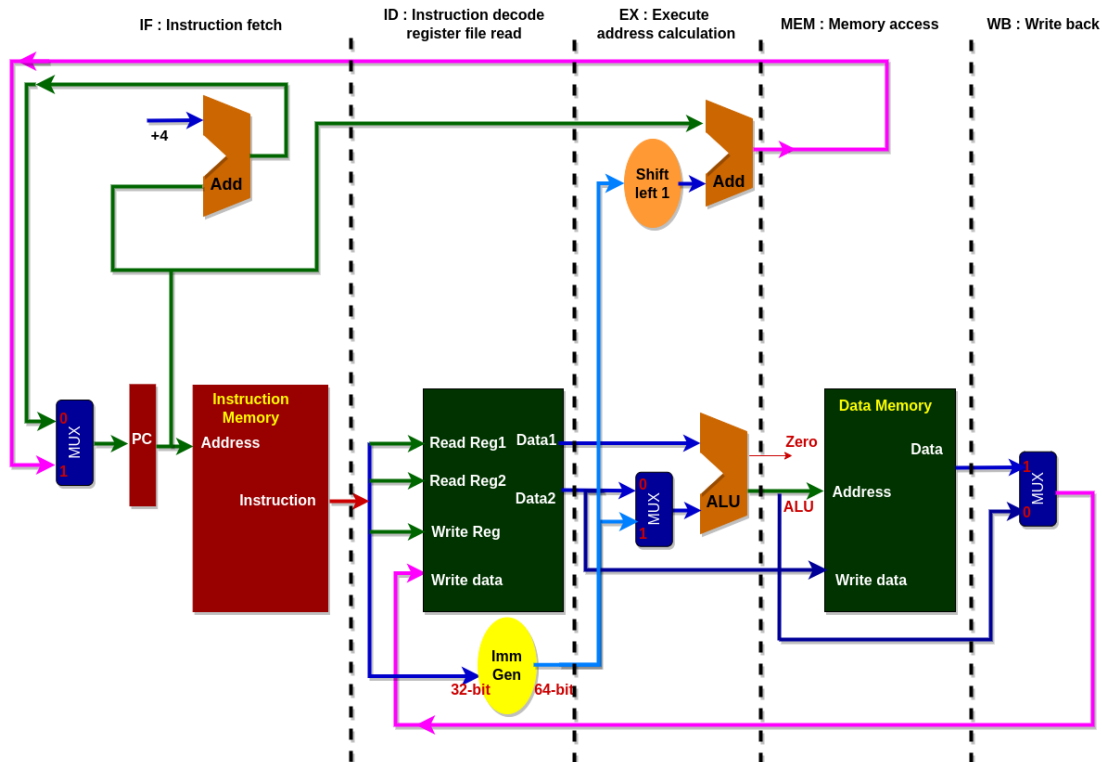 IF : Instruction fetch
ID : Instruction decode
register file read
EX : Execute
address calculation
MEM : Memory access
WB : Write back
+4
Add
Shift
left 1
Add
0
MUX
1
PC
Instruction
Memory
Address
Instruction
Read Reg1
Data1
Read Reg2
Data2
Write Reg
Write data
Imm
Gen
32-bit
64-bit
0
MUX
1
ALU
Zero
ALU
Data Memory
Data
Address
Write data
1
MUX
0